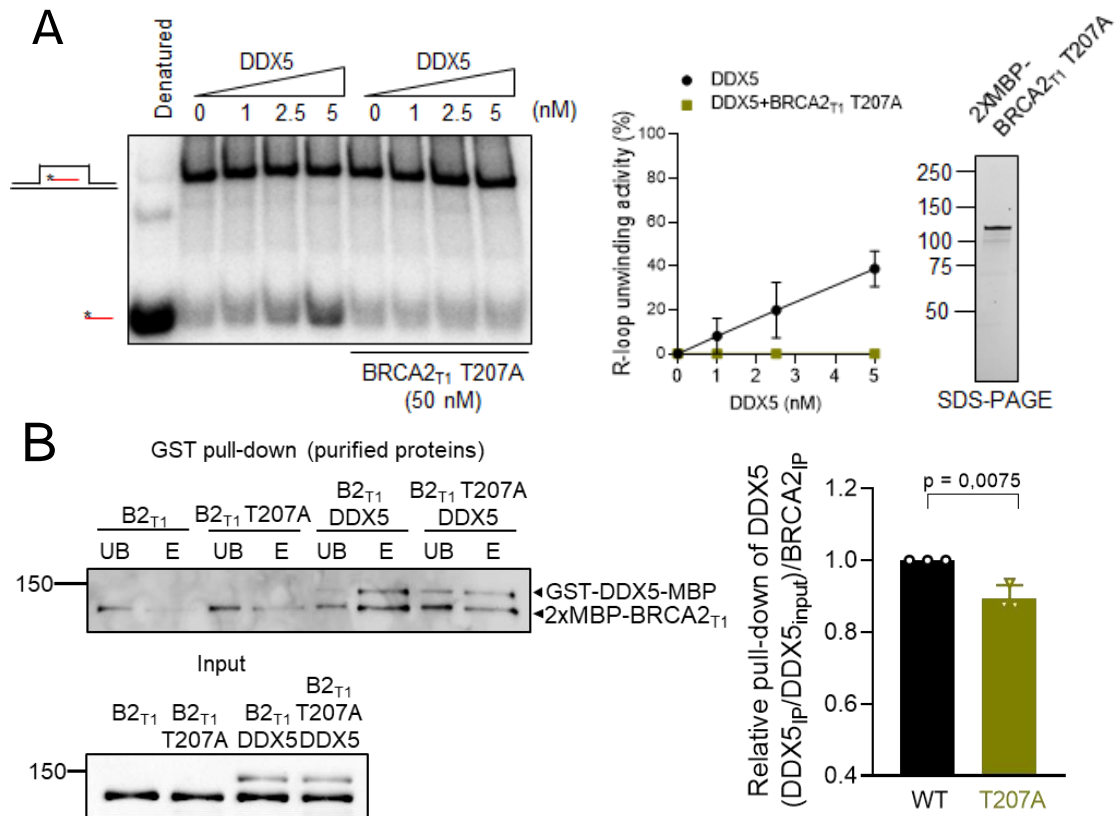 A
Denatured
DDX5
DDX5
0 1 2.5 5 0 1 2.5 5 (nM)
*
*
BRCA2T1 T207A
(50 nM)
DDX5
DDX5+BRCA2T1 T207A
R-loop unwinding activity (%)
100
80
60
40
20
0
0 1 2 3 4 5
DDX5 (nM)
2XMBP-
BRCA2T1 T207A
250
150
100
75
50
SDS-PAGE
B
GST pull-down (purified proteins)
B2T1
B2T1 T207A
B2T1
DDX5
B2T1 T207A
DDX5
UB E UB E UB E UB E
150
GST-DDX5-MBP
2xMBP-BRCA2T1
Input
B2T1
B2T1
T207A
B2T1
DDX5
B2T1
T207A
DDX5
150
Relative pull-down of DDX5
(DDX5IP/DDX5input)/BRCA2IP
1.2
1.0
0.8
0.6
0.4
p = 0,0075
WT T207A